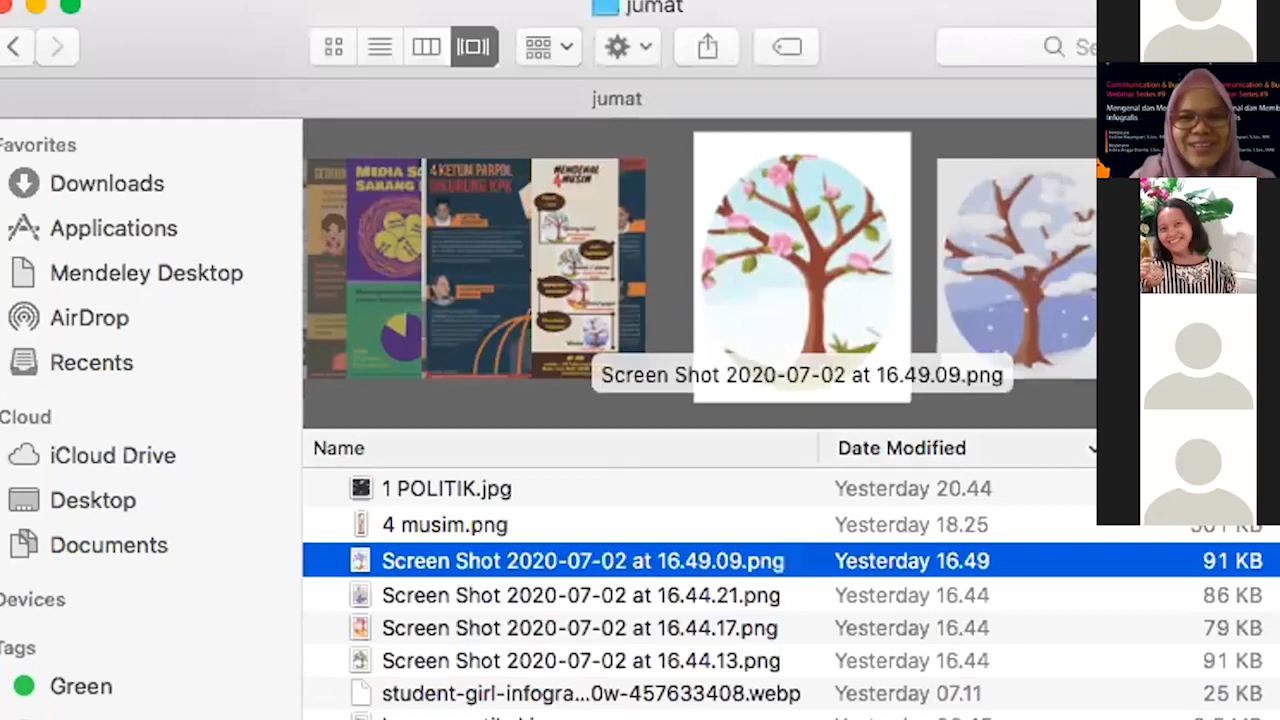 jumat
jumat
Favorites
Downloads
Applications
Mendeley Desktop
AirDrop
Recents
Cloud
iCloud Drive
Desktop
Documents
Devices
Tags
Green
MEDIA
SARANG
4 KETUM PARPOL
DIKURUNG KPK
MENGENAL
4 MUSIM
Screen Shot 2020-07-02 at 16.49.09.png
Name
Date Modified
1 POLITIK.jpg
Yesterday 20.44
4 musim.png
Yesterday 18.25
Screen Shot 2020-07-02 at 16.49.09.png
Yesterday 16.49
91 KB
Screen Shot 2020-07-02 at 16.44.21.png
Yesterday 16.44
86 KB
Screen Shot 2020-07-02 at 16.44.17.png
Yesterday 16.44
79 KB
Screen Shot 2020-07-02 at 16.44.13.png
Yesterday 16.44
91 KB
student-girl-infogra...0w-457633408.webp
Yesterday 07.11
25 KB
Communication & Bu
Webinar Series #9
Mengenal dan Me
Infografis